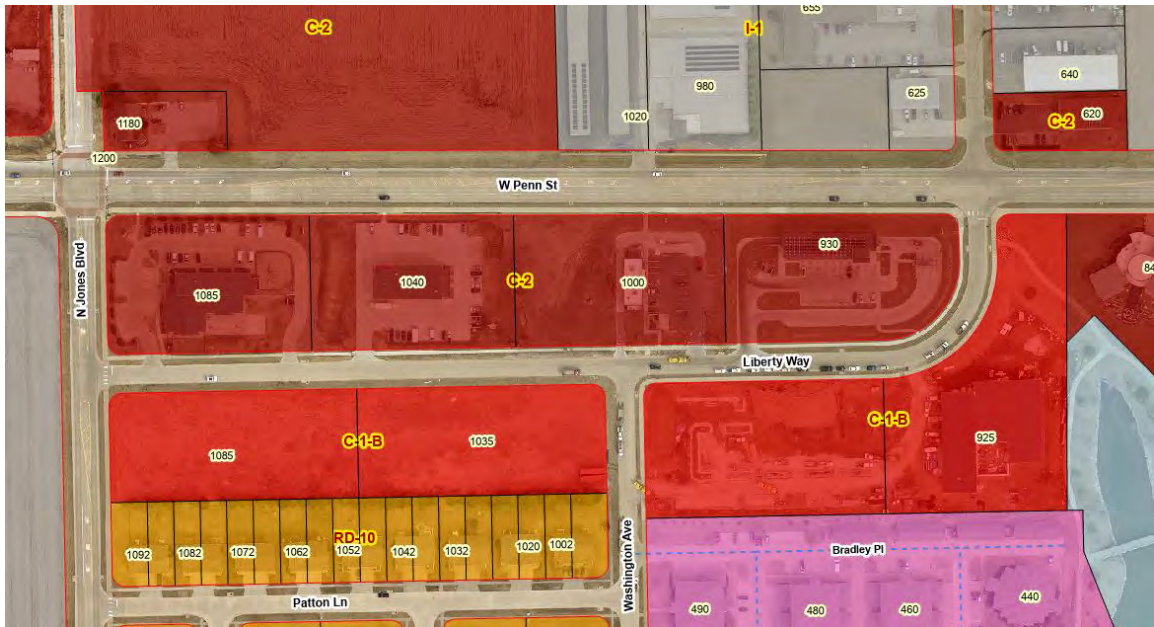 C-2
I-1
655
980
640
1020
625
620
C-2
1180
1200
W Penn St
N Jones Blvd
930
1085
1040
C-2
1000
84
Liberty Way
C-1-B
C-1-B
1085
1035
925
RD-10
1092
1082
1072
1062
1052
1042
1032
1020
1002
Washington Ave
Bradley Pl
Patton Ln
490
480
460
440